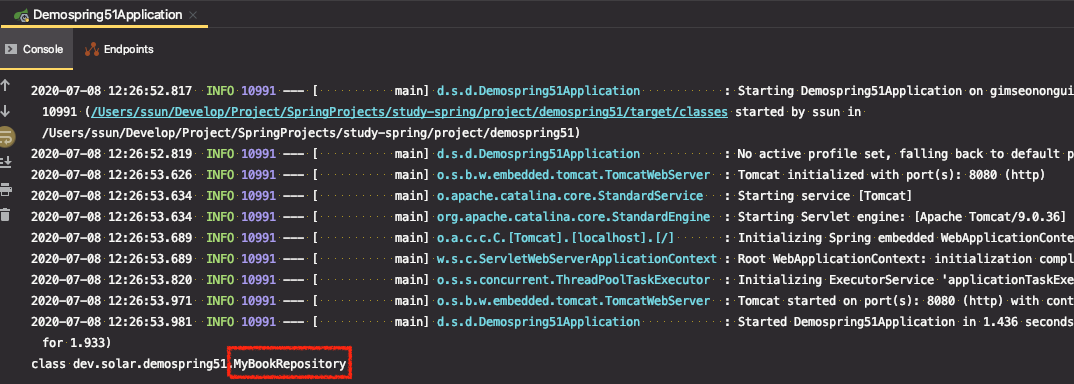 Demospring51Application
Console
Endpoints
2020-07-08 12:26:52.817 INFO 10991 --- [ main] d.s.d.Demospring51Application : Starting Demospring51Application on gimseonongui
10991 (/Users/ssun/Develop/Project/SpringProjects/study-spring/project/demospring51/target/classes started by ssun in
/Users/ssun/Develop/Project/SpringProjects/study-spring/project/demospring51)
2020-07-08 12:26:52.819 INFO 10991 --- [ main] d.s.d.Demospring51Application : No active profile set, falling back to default p
2020-07-08 12:26:53.626 INFO 10991 --- [ main] o.s.b.w.embedded.tomcat.TomcatWebServer : Tomcat initialized with port(s): 8080 (http)
2020-07-08 12:26:53.634 INFO 10991 --- [ main] o.apache.catalina.core.StandardService : Starting service [Tomcat]
2020-07-08 12:26:53.634 INFO 10991 --- [ main] org.apache.catalina.core.StandardEngine : Starting Servlet engine: [Apache Tomcat/9.0.36]
2020-07-08 12:26:53.689 INFO 10991 --- [ main] o.a.c.c.C.[Tomcat].[localhost].[/] : Initializing Spring embedded WebApplicationConte
2020-07-08 12:26:53.689 INFO 10991 --- [ main] w.s.c.ServletWebServerApplicationContext : Root WebApplicationContext: initialization compl
2020-07-08 12:26:53.820 INFO 10991 --- [ main] o.s.s.concurrent.ThreadPoolTaskExecutor : Initializing ExecutorService 'applicationTaskExe
2020-07-08 12:26:53.971 INFO 10991 --- [ main] o.s.b.w.embedded.tomcat.TomcatWebServer : Tomcat started on port(s): 8080 (http) with cont
2020-07-08 12:26:53.981 INFO 10991 --- [ main] d.s.d.Demospring51Application : Started Demospring51Application in 1.436 seconds
for 1.933)
class dev.solar.demospring51.MyBookRepository